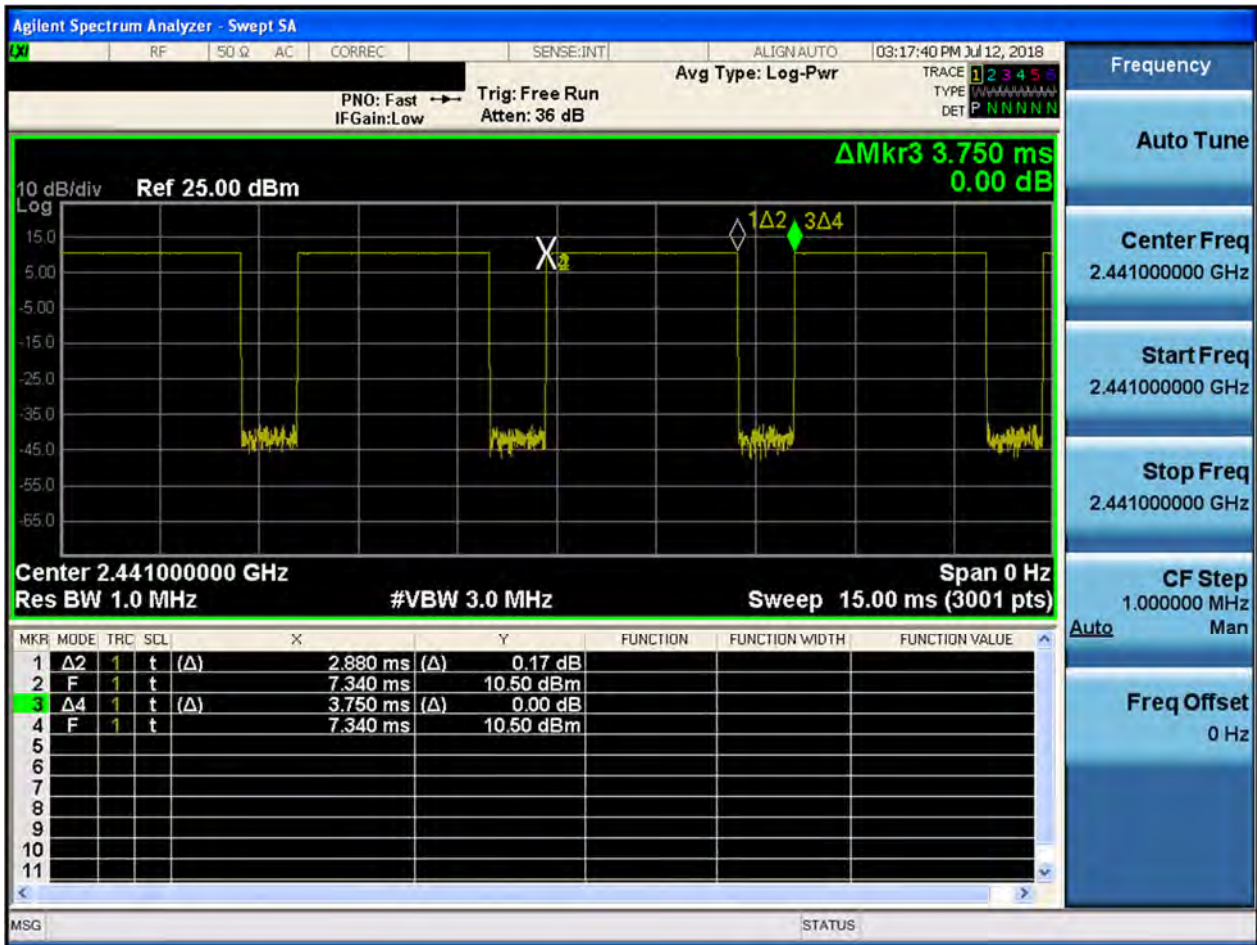 Agilent Spectrum Analyzer - Swept SA
LXI RF 50 Ω AC CORREC SENSE:INT ALIGN AUTO 03:17:40 PM Jul 12, 2018
Avg Type: Log-Pwr
TRACE 1 2 3 4 5 6
TYPE
DET P N N N N N
PNO: Fast
IFGain:Low
Trig: Free Run
Atten: 36 dB
ΔMkr3 3.750 ms
0.00 dB
10 dB/div Ref 25.00 dBm
Log
1Δ2 3Δ4
15.0
5.00
-5.00
-15.0
-25.0
-35.0
-45.0
-55.0
-65.0
Center 2.441000000 GHz Span 0 Hz
Res BW 1.0 MHz #VBW 3.0 MHz Sweep 15.00 ms (3001 pts)
MKR MODE TRC SCL X Y FUNCTION FUNCTION WIDTH FUNCTION VALUE
1 Δ2 1 t (Δ) 2.880 ms (Δ) 0.17 dB
2 F 1 t 7.340 ms 10.50 dBm
3 Δ4 1 t (Δ) 3.750 ms (Δ) 0.00 dB
4 F 1 t 7.340 ms 10.50 dBm
5
6
7
8
9
10
11
MSG STATUS
Frequency
Auto Tune
Center Freq
2.441000000 GHz
Start Freq
2.441000000 GHz
Stop Freq
2.441000000 GHz
CF Step
1.000000 MHz
Auto Man
Freq Offset
0 Hz